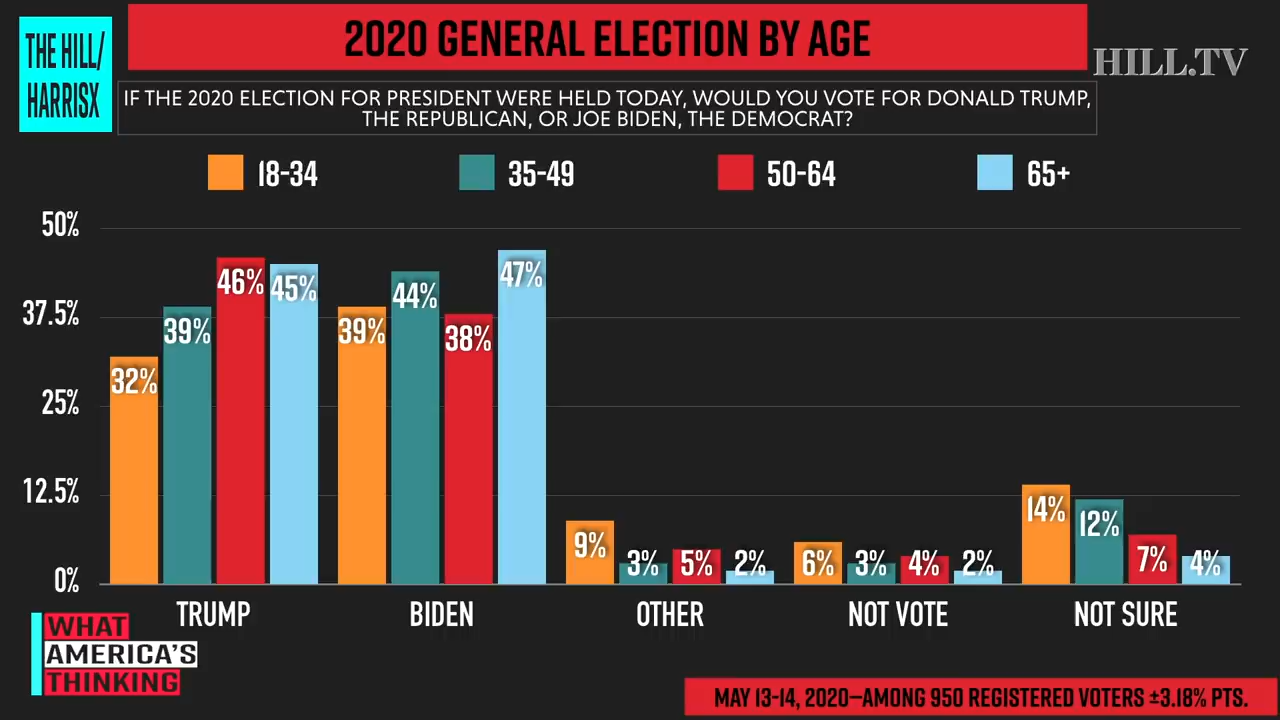 THE HILL/
HARRISX
2020 GENERAL ELECTION BY AGE
HILL.TV
IF THE 2020 ELECTION FOR PRESIDENT WERE HELD TODAY, WOULD YOU VOTE FOR DONALD TRUMP,
THE REPUBLICAN, OR JOE BIDEN, THE DEMOCRAT?
18-34 35-49 50-64 65+
50%
37.5%
25%
12.5%
0%
32% 39% 46% 45%
39% 44% 38% 47%
9% 3% 5% 2%
6% 3% 4% 2%
14% 12% 7% 4%
TRUMP BIDEN OTHER NOT VOTE NOT SURE
WHAT
AMERICA'S
THINKING
MAY 13-14, 2020—AMONG 950 REGISTERED VOTERS ±3.18% PTS.